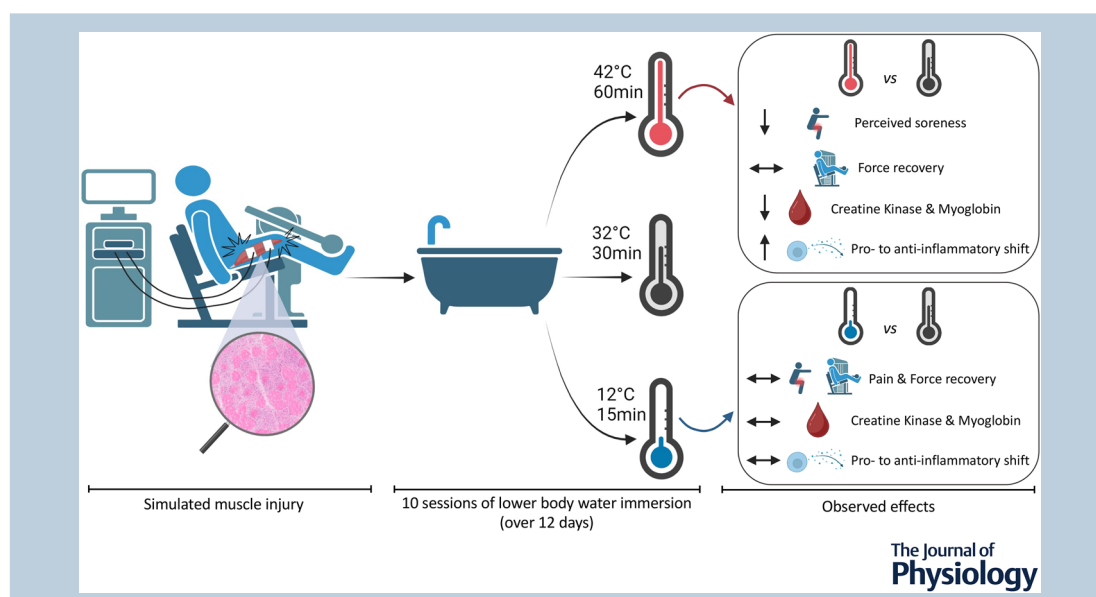 42°C
60min
32°C
30min
12°C
15min
vs
Perceived soreness
Force recovery
Creatine Kinase & Myoglobin
Pro- to anti-inflammatory shift
vs
Pain & Force recovery
Creatine Kinase & Myoglobin
Pro- to anti-inflammatory shift
Simulated muscle injury
10 sessions of lower body water immersion
(over 12 days)
Observed effects
The Journal of
Physiology